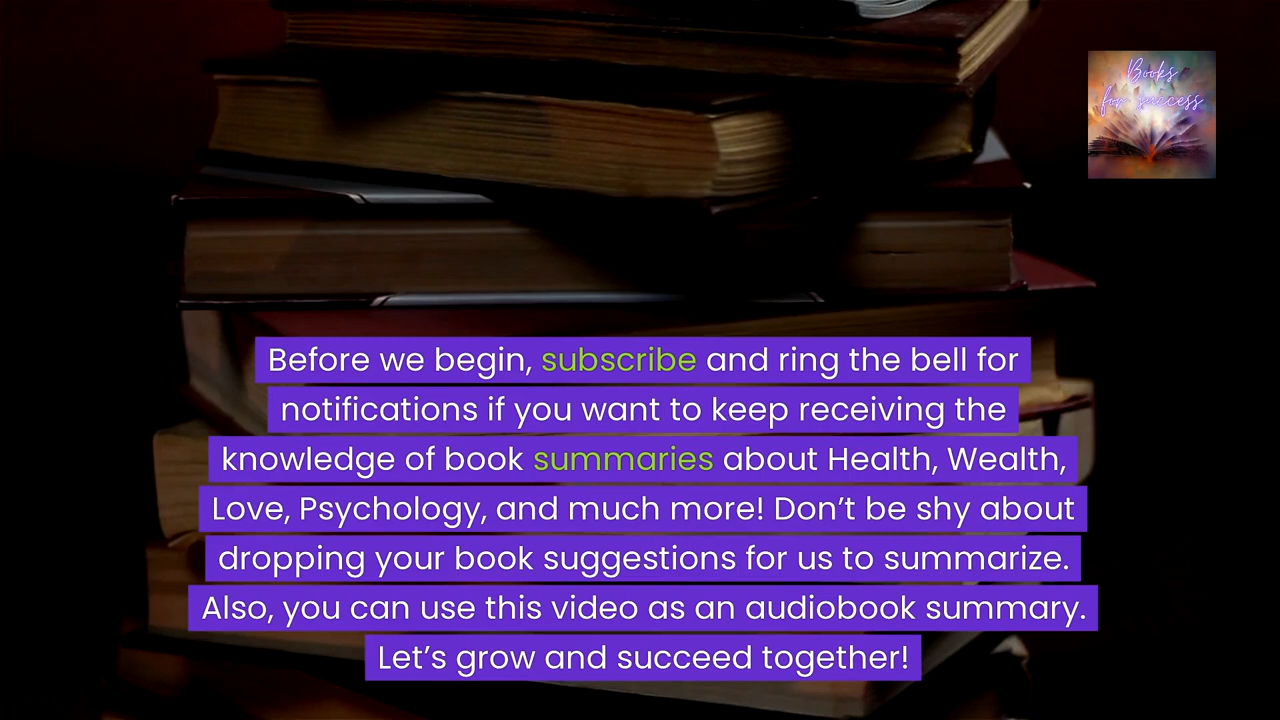 Books
for success
Before we begin, subscribe and ring the bell for
notifications if you want to keep receiving the
knowledge of book summaries about Health, Wealth,
Love, Psychology, and much more! Don’t be shy about
dropping your book suggestions for us to summarize.
Also, you can use this video as an audiobook summary.
Let’s grow and succeed together!